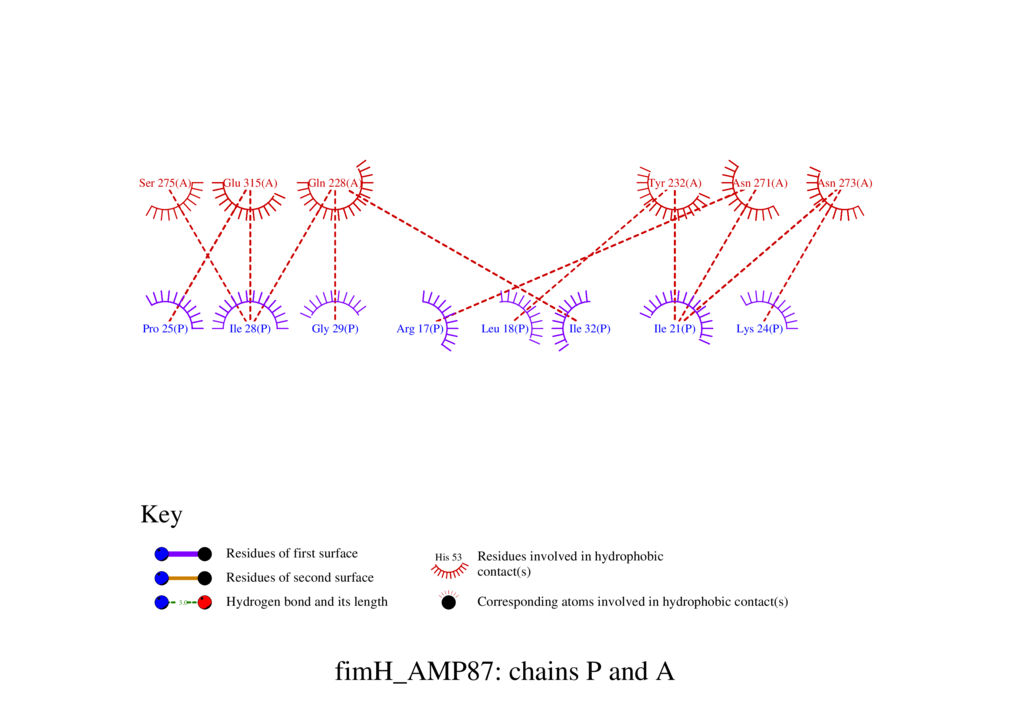 Ser 275(A) Glu 315(A) Gln 228(A) Tyr 232(A) Asn 271(A) Asn 273(A)
Pro 25(P) Ile 28(P) Gly 29(P) Arg 17(P) Leu 18(P) Ile 32(P) Ile 21(P) Lys 24(P)
Key
Residues of first surface
Residues of second surface
3.0
Hydrogen bond and its length
His 53
Residues involved in hydrophobic
contact(s)
Corresponding atoms involved in hydrophobic contact(s)
fimH_AMP87: chains P and A